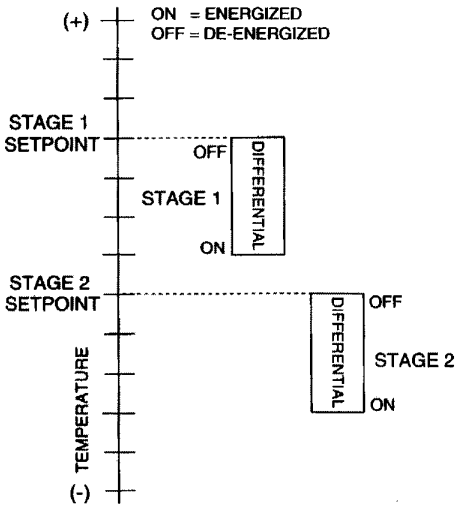 (+)
ON = ENERGIZED
OFF = DE-ENERGIZED
STAGE 1
SETPOINT
OFF
DIFFERENTIAL
STAGE 1
ON
STAGE 2
SETPOINT
DIFFERENTIAL
OFF
STAGE 2
ON
TEMPERATURE
(-)